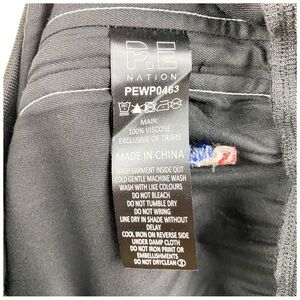 P.E
NATION
PEWP0463
MAIN:
100% VISCOSE
EXCLUSIVE OF TRIMS
MADE IN CHINA
WASH GARMENT INSIDE OUT
COLD GENTLE MACHINE WASH
WASH WITH LIKE COLOURS
DO NOT BLEACH
DO NOT TUMBLE DRY
DO NOT WRING
LINE DRY IN SHADE WITHOUT
DELAY
COOL IRON ON REVERSE SIDE
UNDER DAMP CLOTH
DO NOT IRON PRINT OR
EMBELLISHMENTS
DO NOT DRYCLEAN